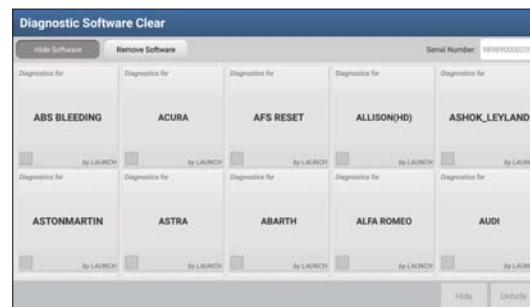 Diagnostic Software Clear
Hide Software Remove Software Serial Number:
Diagnostics for Diagnostics for Diagnostics for Diagnostics for Diagnostics for
ABS BLEEDING ACURA AFS RESET ALLISON(HD) ASHOK_LEYLAND
by LAUNCH by LAUNCH by LAUNCH by LAUNCH by LAUN
Diagnostics for Diagnostics for Diagnostics for Diagnostics for Diagnostics for
ASTONMARTIN ASTRA ABARTH ALFA ROMEO AUDI
by LAUNCH by LAUNCH by LAUNCH by LAUNCH by LAUN
Hide Unhide